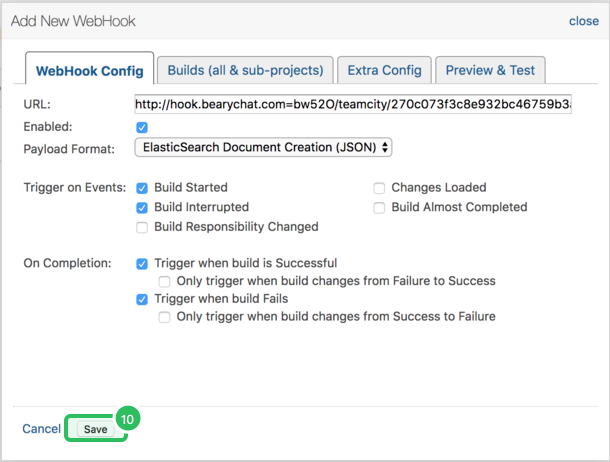 Add New WebHook close
WebHook Config Builds (all & sub-projects) Extra Config Preview & Test
URL: http://hook.bearychat.com=bw52O/teamcity/270c073f3c8e932bc46759b3
Enabled:
Payload Format: ElasticSearch Document Creation (JSON)
Trigger on Events: Build Started Changes Loaded
Build Interrupted Build Almost Completed
Build Responsibility Changed
On Completion: Trigger when build is Successful
Only trigger when build changes from Failure to Success
Trigger when build Fails
Only trigger when build changes from Success to Failure
10
Cancel Save